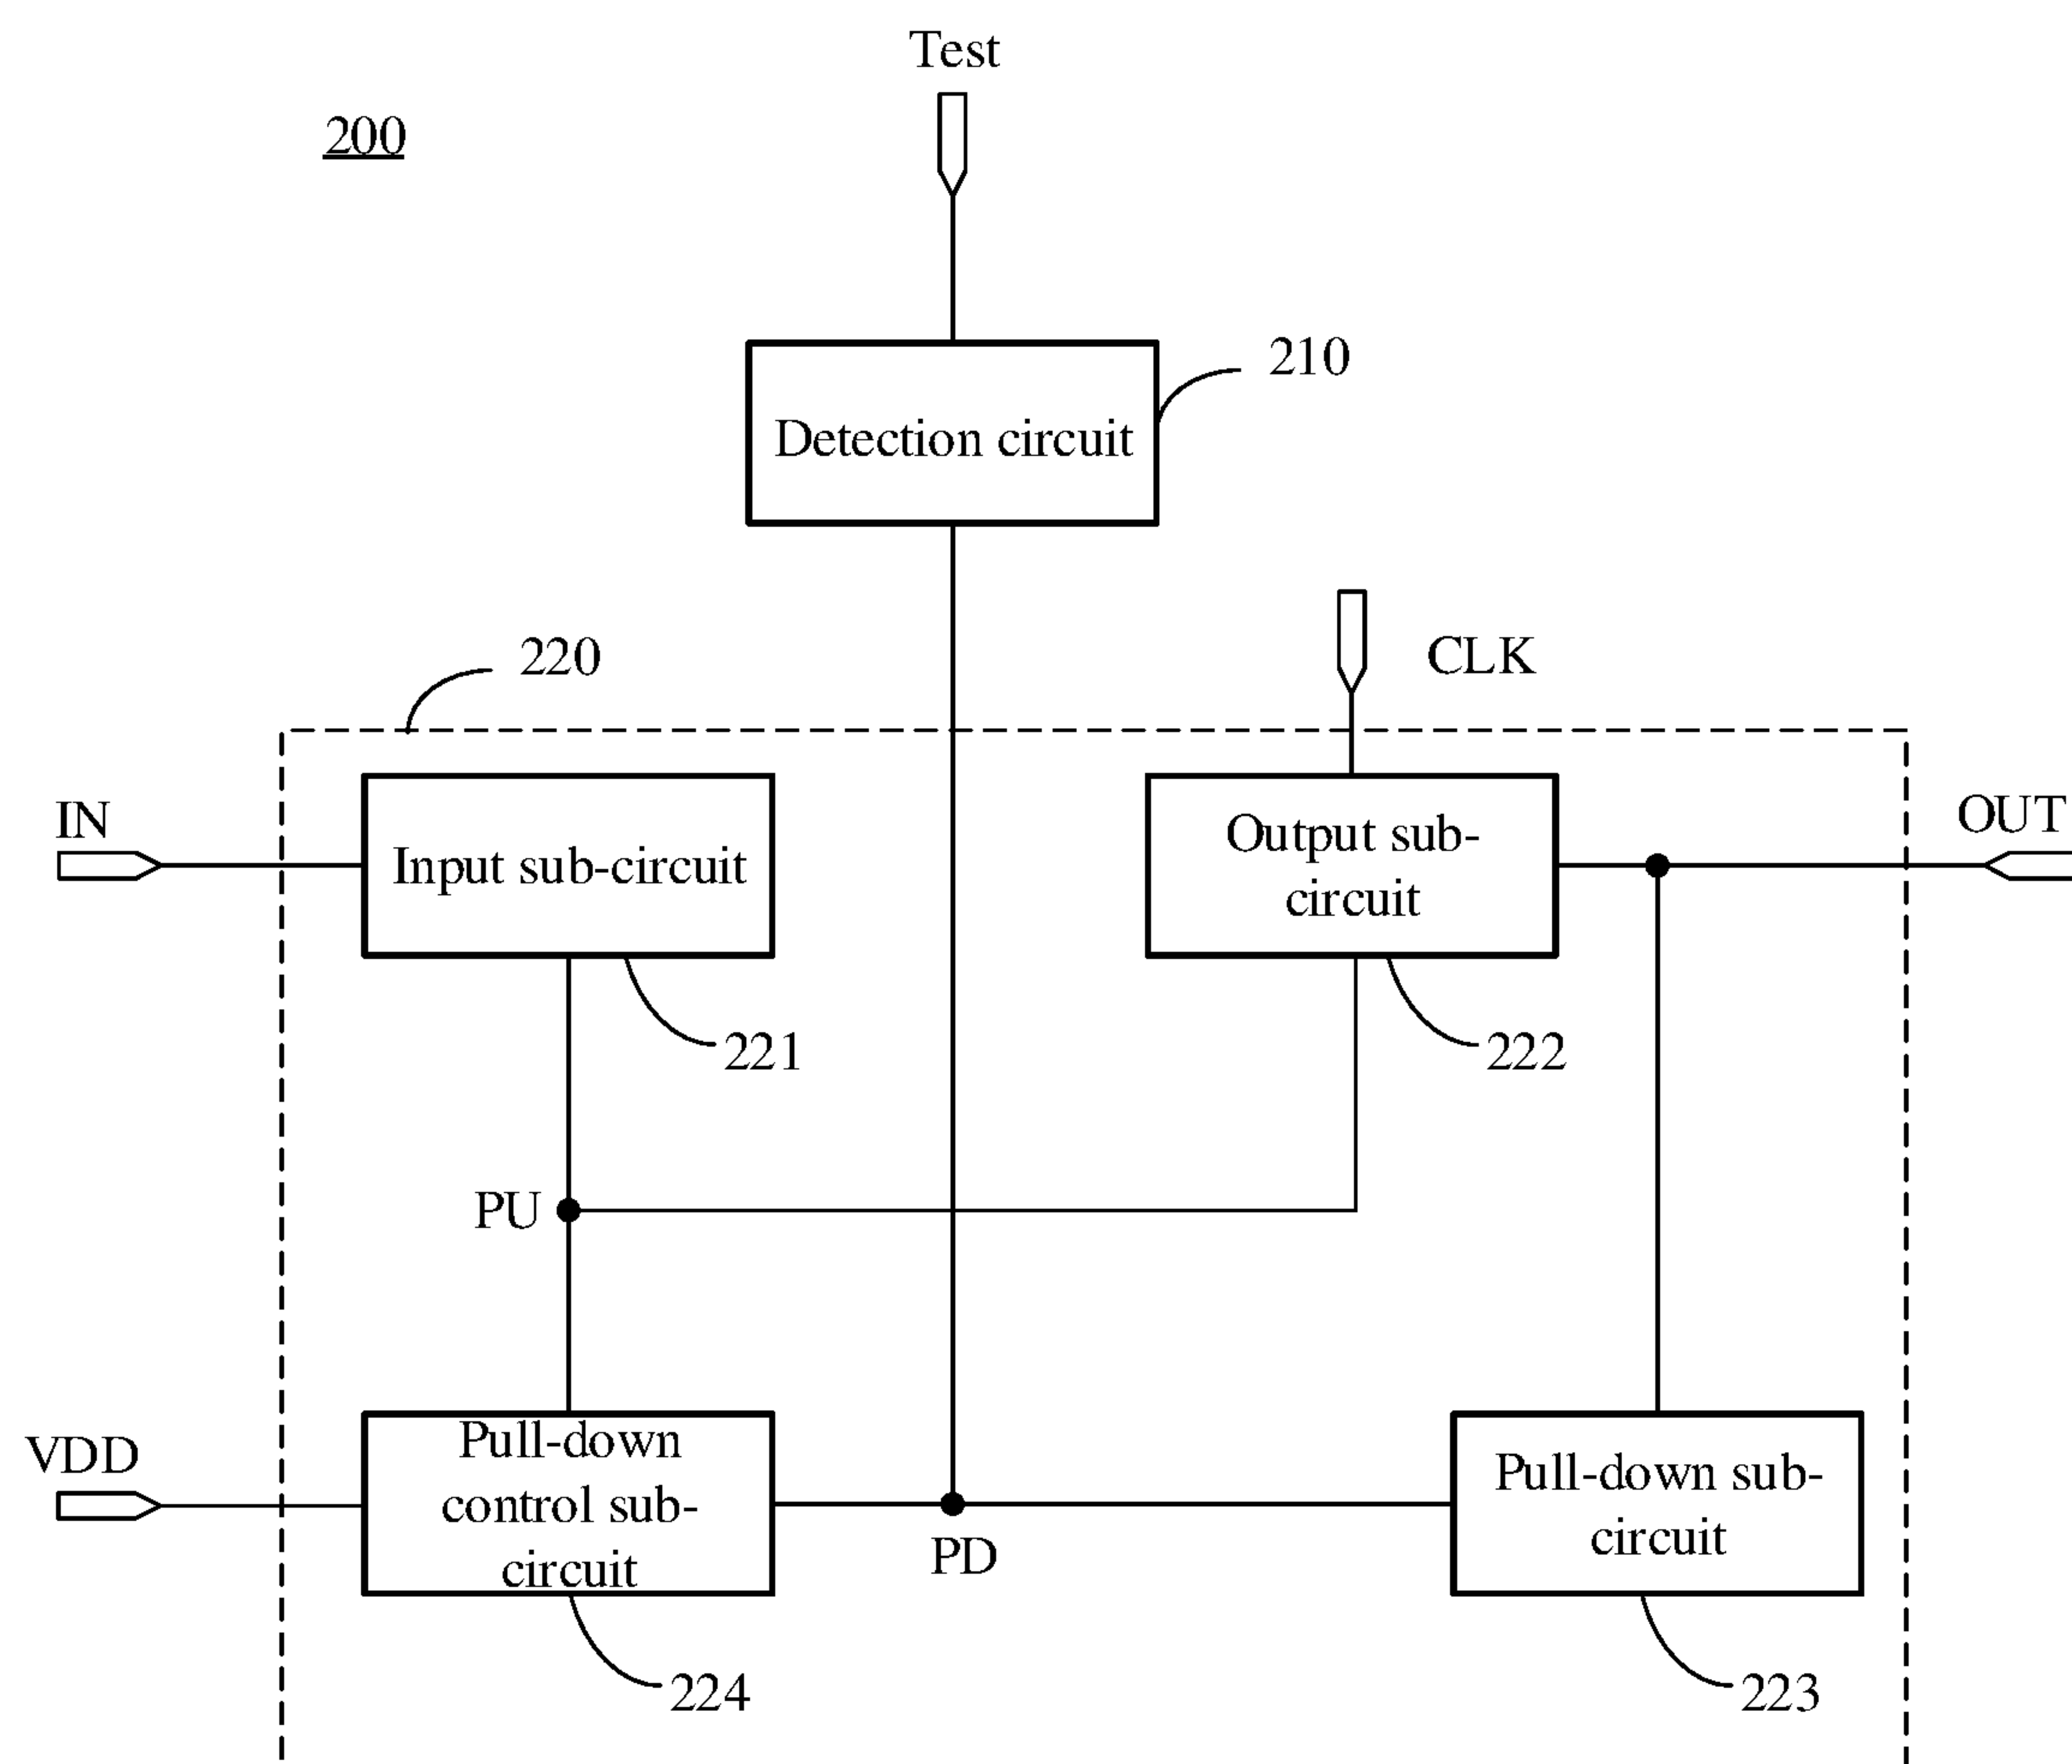 Test
200
210
Detection circuit
220
CLK
IN
Input sub-circuit
Output sub-
circuit
OUT
221
222
PU
VDD
Pull-down
control sub-
circuit
PD
Pull-down sub-
circuit
224
223